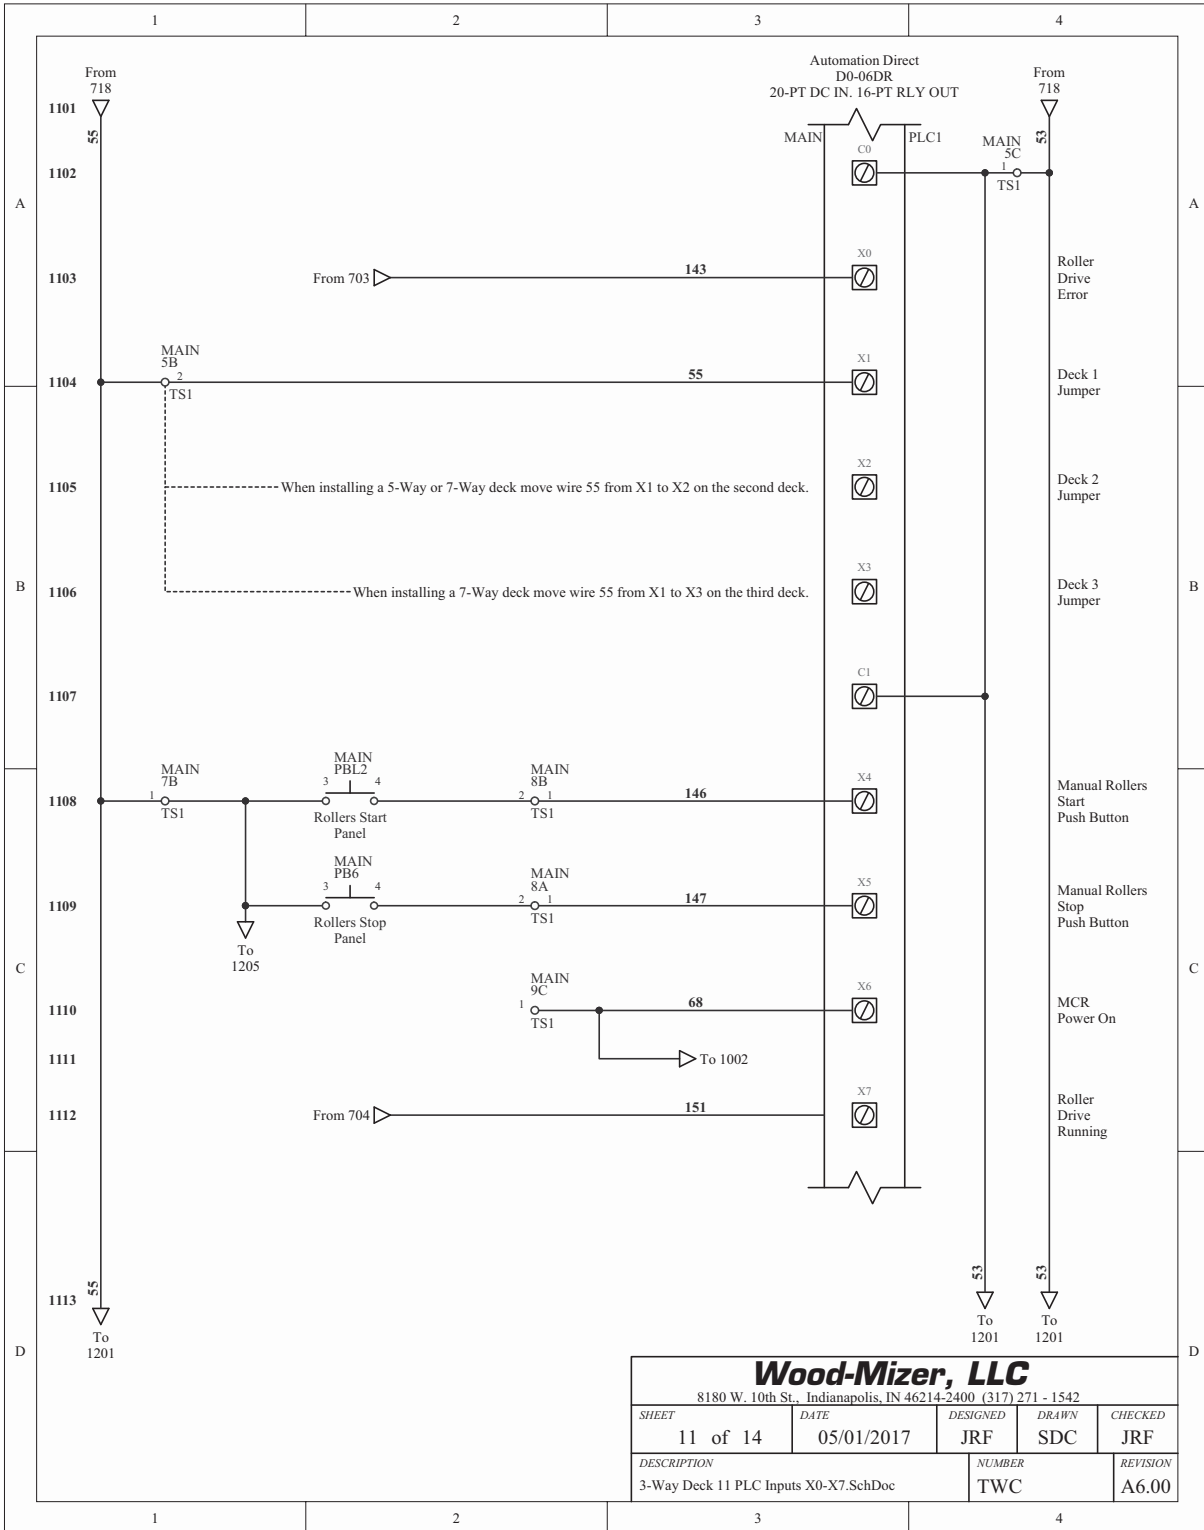 1 2 3 4
Automation Direct
D0-06DR
20-PT DC IN. 16-PT RLY OUT
From
718
From
718
1101
55
MAIN
PLC1
53
MAIN
5C
1
TS1
1102
C0
A
A
1103
From 703
143
X0
Roller
Drive
Error
MAIN
5B
2
TS1
1104
55
X1
Deck 1
Jumper
1105
When installing a 5-Way or 7-Way deck move wire 55 from X1 to X2 on the second deck.
X2
Deck 2
Jumper
B
B
1106
When installing a 7-Way deck move wire 55 from X1 to X3 on the third deck.
X3
Deck 3
Jumper
1107
C1
MAIN
7B
1
TS1
MAIN
PBL2
3 4
Rollers Start
Panel
MAIN
8B
2 1
TS1
1108
146
X4
Manual Rollers
Start
Push Button
MAIN
PB6
3 4
Rollers Stop
Panel
MAIN
8A
2 1
TS1
1109
147
X5
Manual Rollers
Stop
Push Button
To
1205
C
C
MAIN
9C
1
TS1
1110
68
X6
MCR
Power On
1111
To 1002
1112
From 704
151
X7
Roller
Drive
Running
1113
55
To
1201
53
To
1201
53
To
1201
D
D
Wood-Mizer, LLC
8180 W. 10th St., Indianapolis, IN 46214-2400 (317) 271 - 1542
SHEET
11 of 14
DATE
05/01/2017
DESIGNED
JRF
DRAWN
SDC
CHECKED
JRF
DESCRIPTION
3-Way Deck 11 PLC Inputs X0-X7.SchDoc
NUMBER
TWC
REVISION
A6.00
1 2 3 4